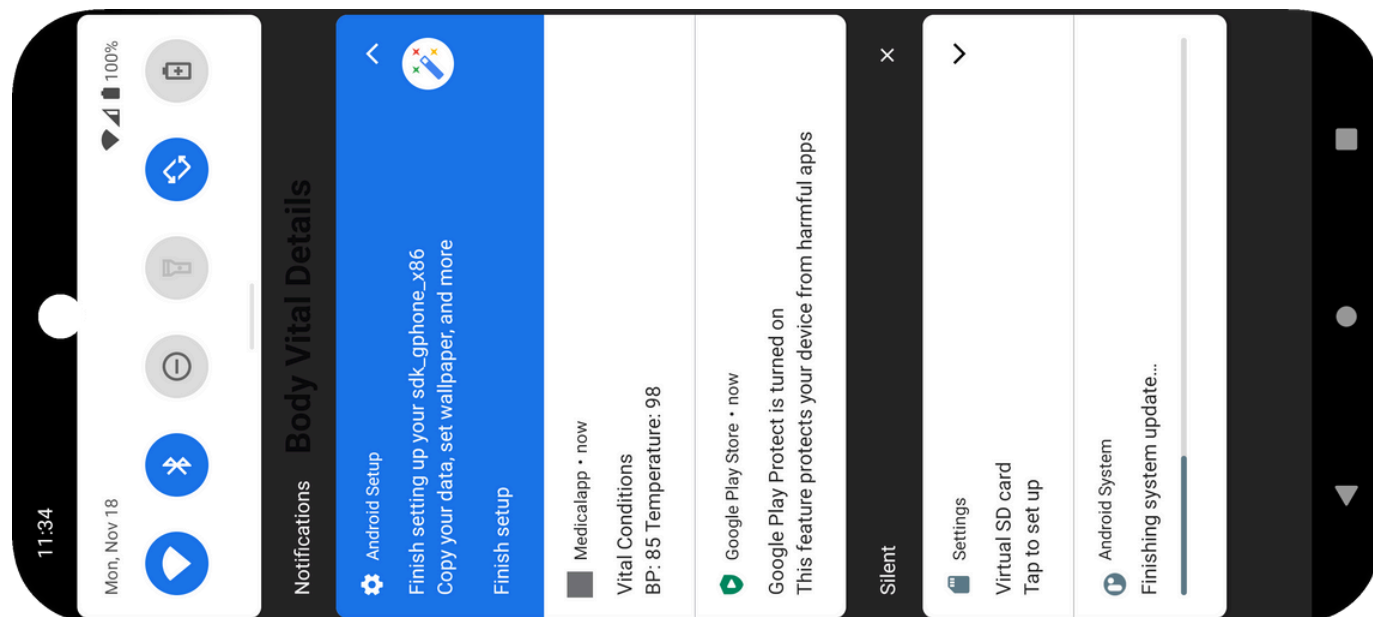 11:34
Mon, Nov 18
100%
Notifications
Body Vital Details
Android Setup
Finish setting up your sdk_gphone_x86
Copy your data, set wallpaper, and more
Finish setup
Medicalapp • now
Vital Conditions
BP: 85 Temperature: 98
Google Play Store • now
Google Play Protect is turned on
This feature protects your device from harmful apps
Silent
Settings
Virtual SD card
Tap to set up
Android System
Finishing system update...